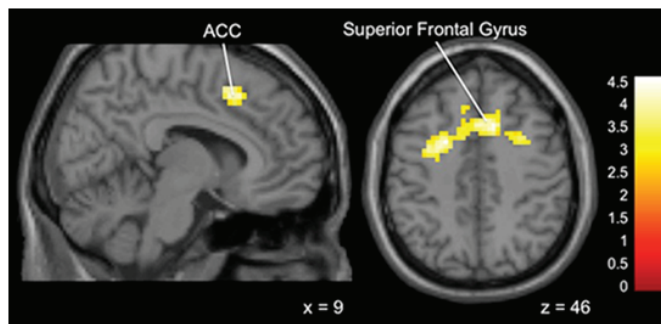 ACC
Superior Frontal Gyrus
4.5
4
3.5
3
2.5
2
1.5
1
0.5
0
x = 9
z = 46